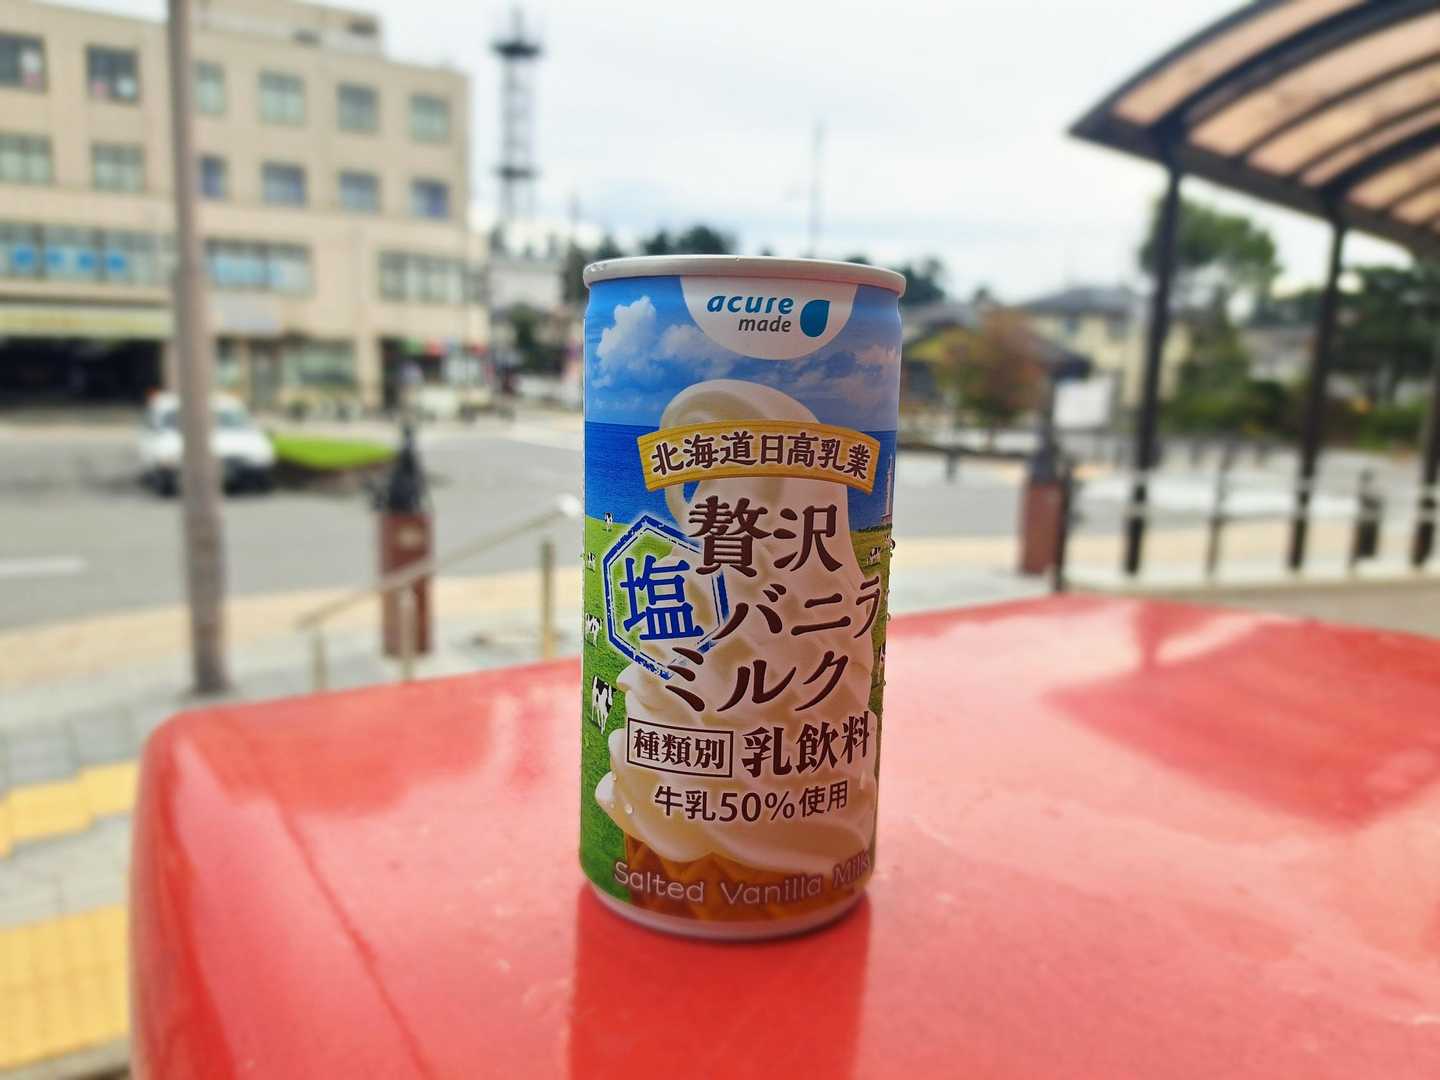 acure
made
北海道日高乳業
贅沢
塩
バニラ
ミルク
種類別 乳飲料
牛乳50%使用
Salted Vanilla Milk